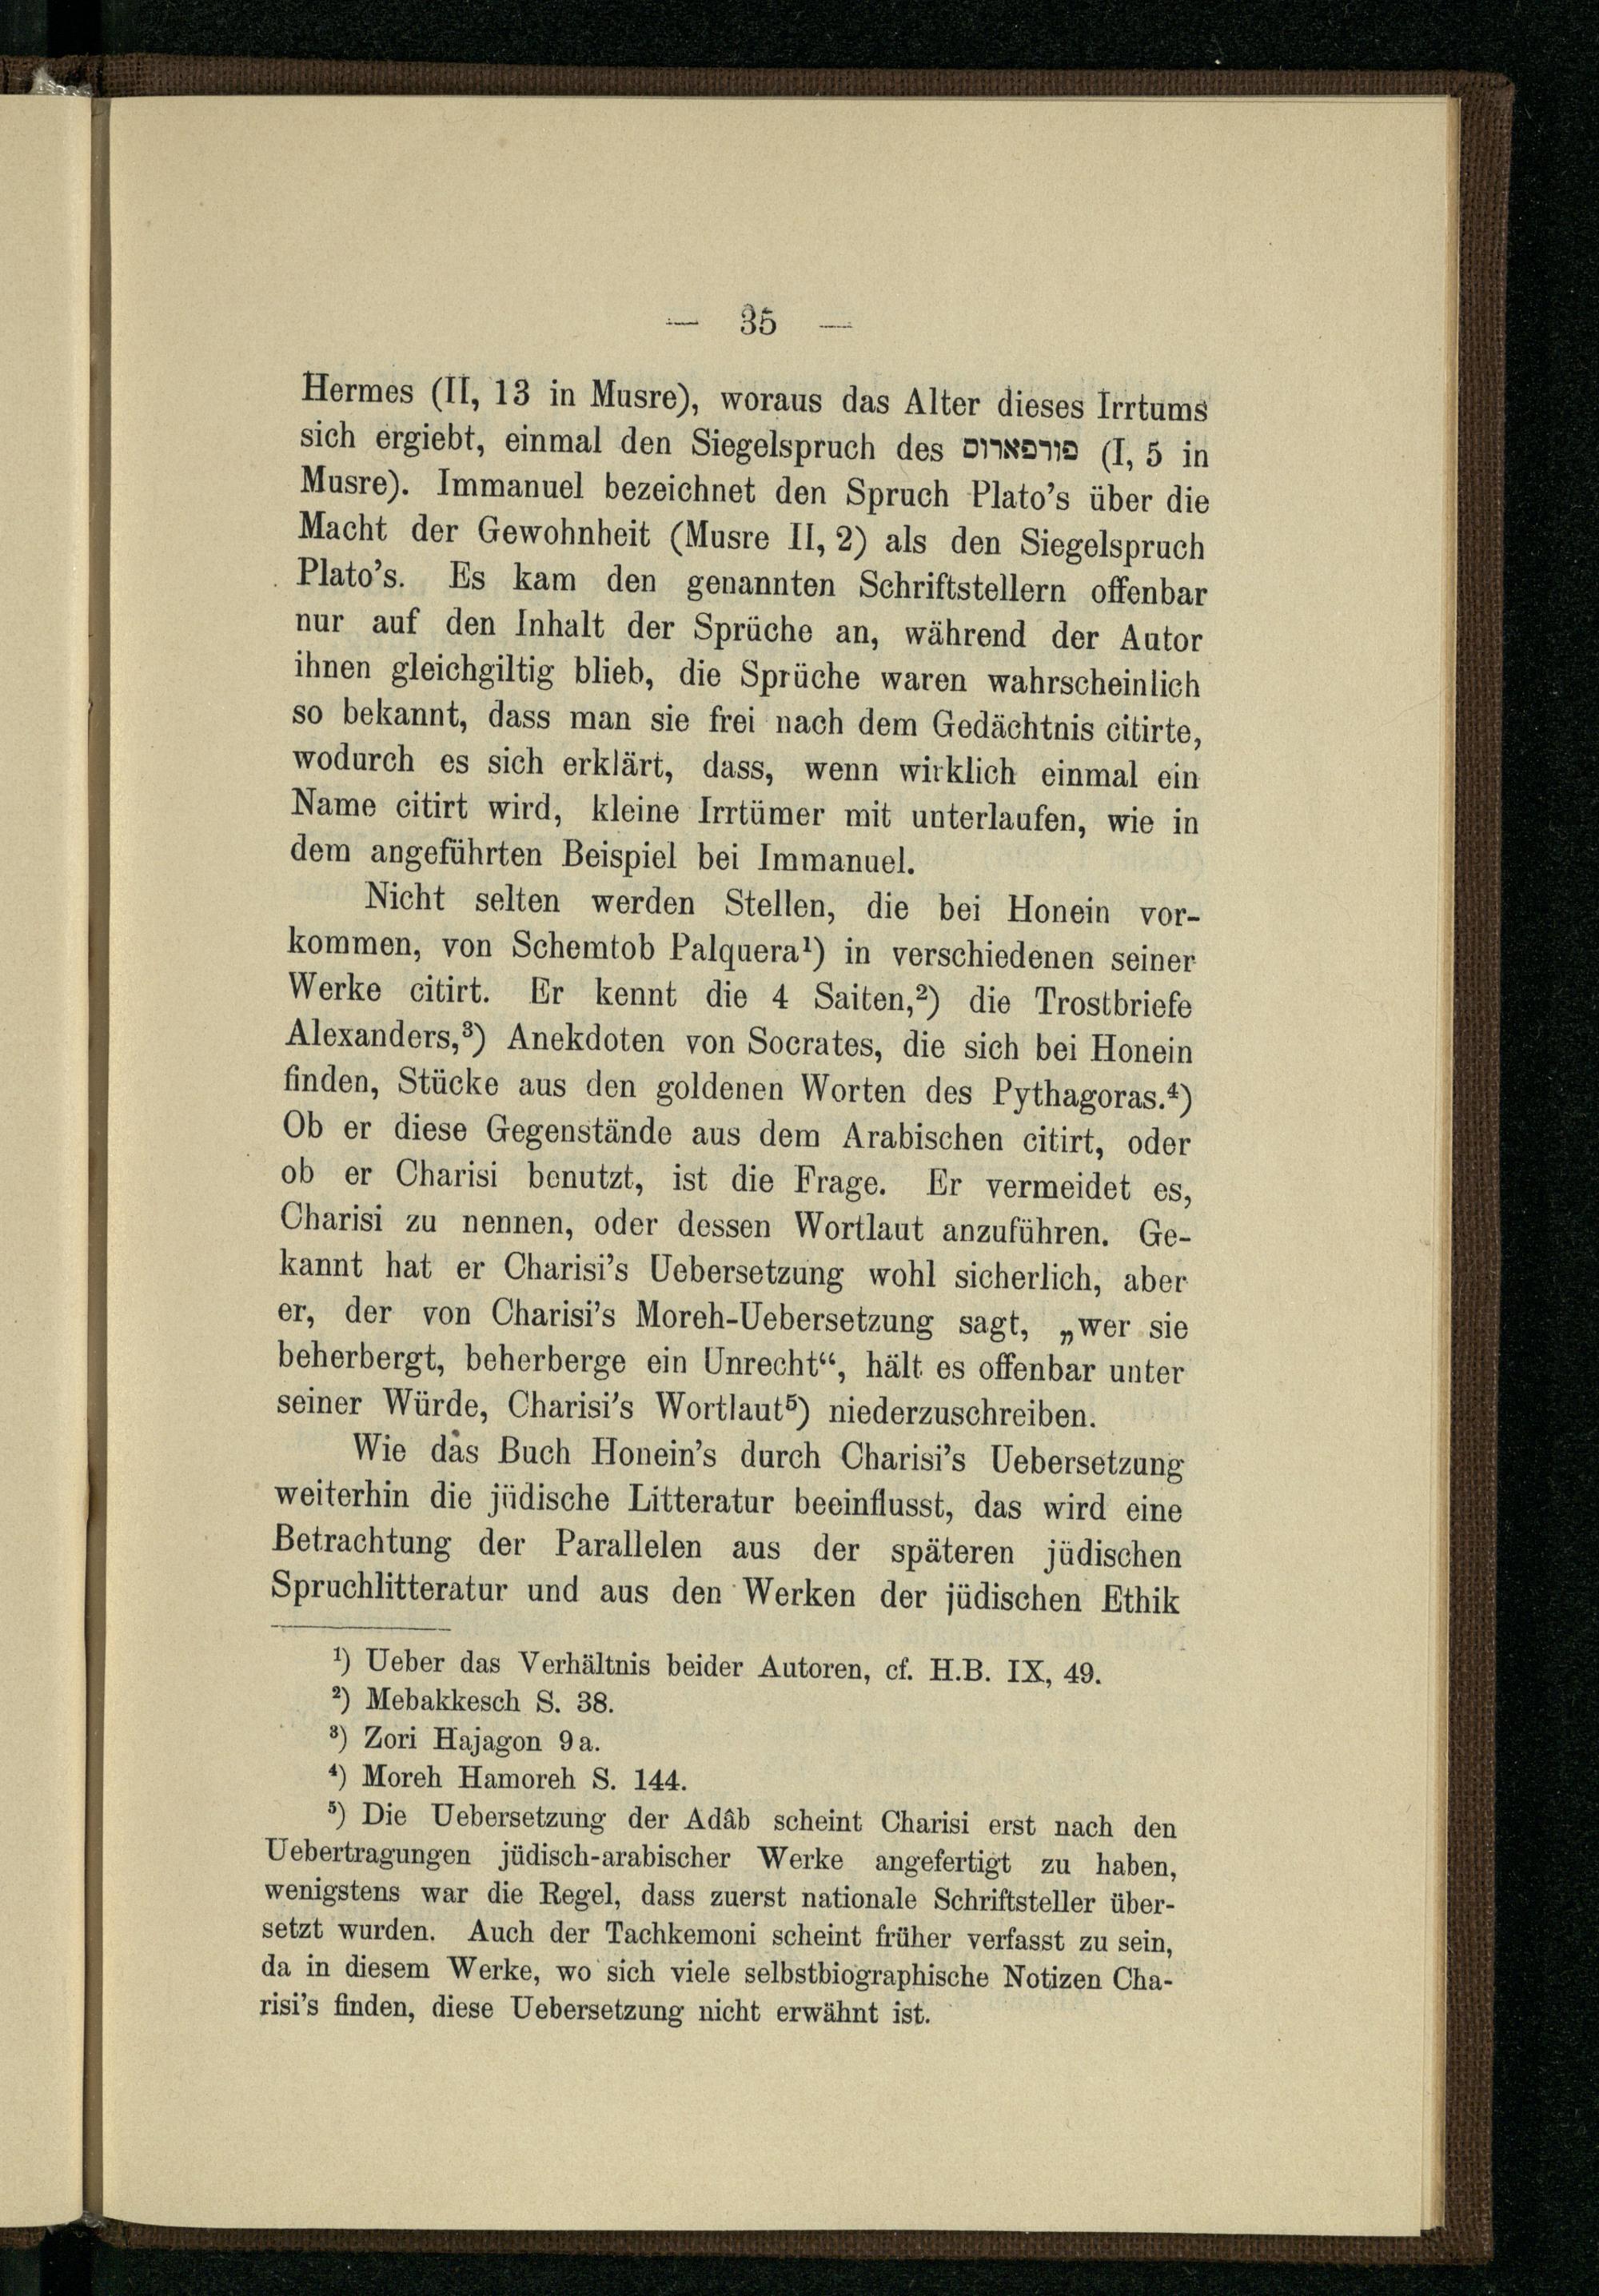 — 35 —
Hermes (II, 13 in Musre), woraus das Alter dieses Irrtums
sich ergiebt, einmal den Siegelspruch des פורפארוס (I, 5 in
Musre). Immanuel bezeichnet den Spruch Plato's über die
Macht der Gewohnheit (Musre II, 2) als den Siegelspruch
Plato's. Es kam den genannten Schriftstellern offenbar
nur auf den Inhalt der Sprüche an, während der Autor
ihnen gleichgiltig blieb, die Sprüche waren wahrscheinlich
so bekannt, dass man sie frei nach dem Gedächtnis citirte,
wodurch es sich erklärt, dass, wenn wirklich einmal ein
Name citirt wird, kleine Irrtümer mit unterlaufen, wie in
dem angeführten Beispiel bei Immanuel.
Nicht selten werden Stellen, die bei Honein vor-
kommen, von Schemtob Palquera¹) in verschiedenen seiner
Werke citirt. Er kennt die 4 Saiten,²) die Trostbriefe
Alexanders,³) Anekdoten von Socrates, die sich bei Honein
finden, Stücke aus den goldenen Worten des Pythagoras.⁴)
Ob er diese Gegenstände aus dem Arabischen citirt, oder
ob er Charisi benutzt, ist die Frage. Er vermeidet es,
Charisi zu nennen, oder dessen Wortlaut anzuführen. Ge-
kannt hat er Charisi's Uebersetzung wohl sicherlich, aber
er, der von Charisi's Moreh-Uebersetzung sagt, „wer sie
beherbergt, beherberge ein Unrecht“, hält es offenbar unter
seiner Würde, Charisi's Wortlaut⁵) niederzuschreiben.
Wie das Buch Honein's durch Charisi's Uebersetzung
weiterhin die jüdische Litteratur beeinflusst, das wird eine
Betrachtung der Parallelen aus der späteren jüdischen
Spruchlitteratur und aus den Werken der jüdischen Ethik
¹) Ueber das Verhältnis beider Autoren, cf. H.B. IX, 49.
²) Mebakkesch S. 38.
³) Zori Hajagon 9 a.
⁴) Moreh Hamoreh S. 144.
⁵) Die Uebersetzung der Adâb scheint Charisi erst nach den
Uebertragungen jüdisch-arabischer Werke angefertigt zu haben,
wenigstens war die Regel, dass zuerst nationale Schriftsteller über-
setzt wurden. Auch der Tachkemoni scheint früher verfasst zu sein,
da in diesem Werke, wo sich viele selbstbiographische Notizen Cha-
risi's finden, diese Uebersetzung nicht erwähnt ist.